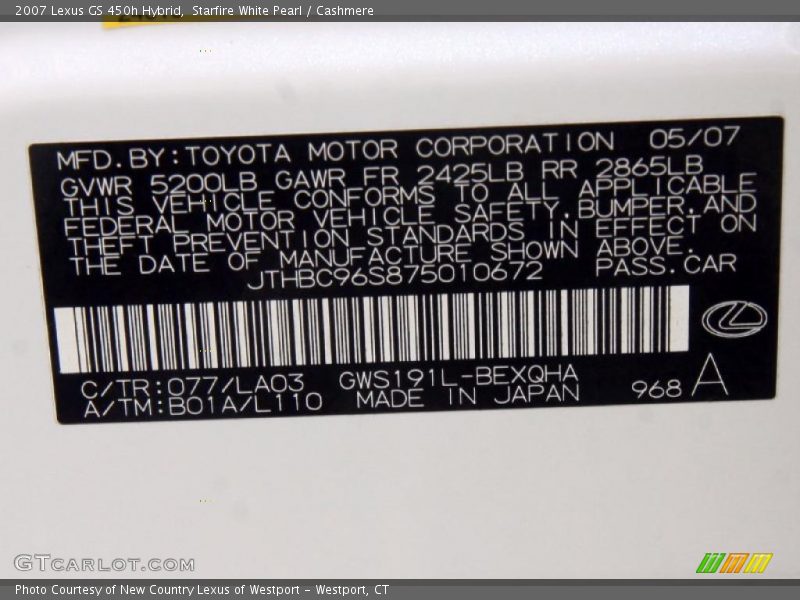 2007 Lexus GS 450h Hybrid,  Starfire White Pearl / Cashmere
MFD.BY:TOYOTA MOTOR CORPORATION 05/07
GVWR 5200LB GAWR FR 2425LB RR 2865LB
THIS VEHICLE CONFORMS TO ALL APPLICABLE
FEDERAL MOTOR VEHICLE SAFETY,BUMPER,AND
THEFT PREVENTION STANDARDS IN EFFECT ON
THE DATE OF MANUFACTURE SHOWN ABOVE.
JTHBC96S875010672 PASS.CAR
C/TR:077/LA03 GWS191L-BEXQHA
A/TM:B01A/L110 MADE IN JAPAN 968 A
GTCARLOT.COM
Photo Courtesy of New Country Lexus of Westport - Westport, CT